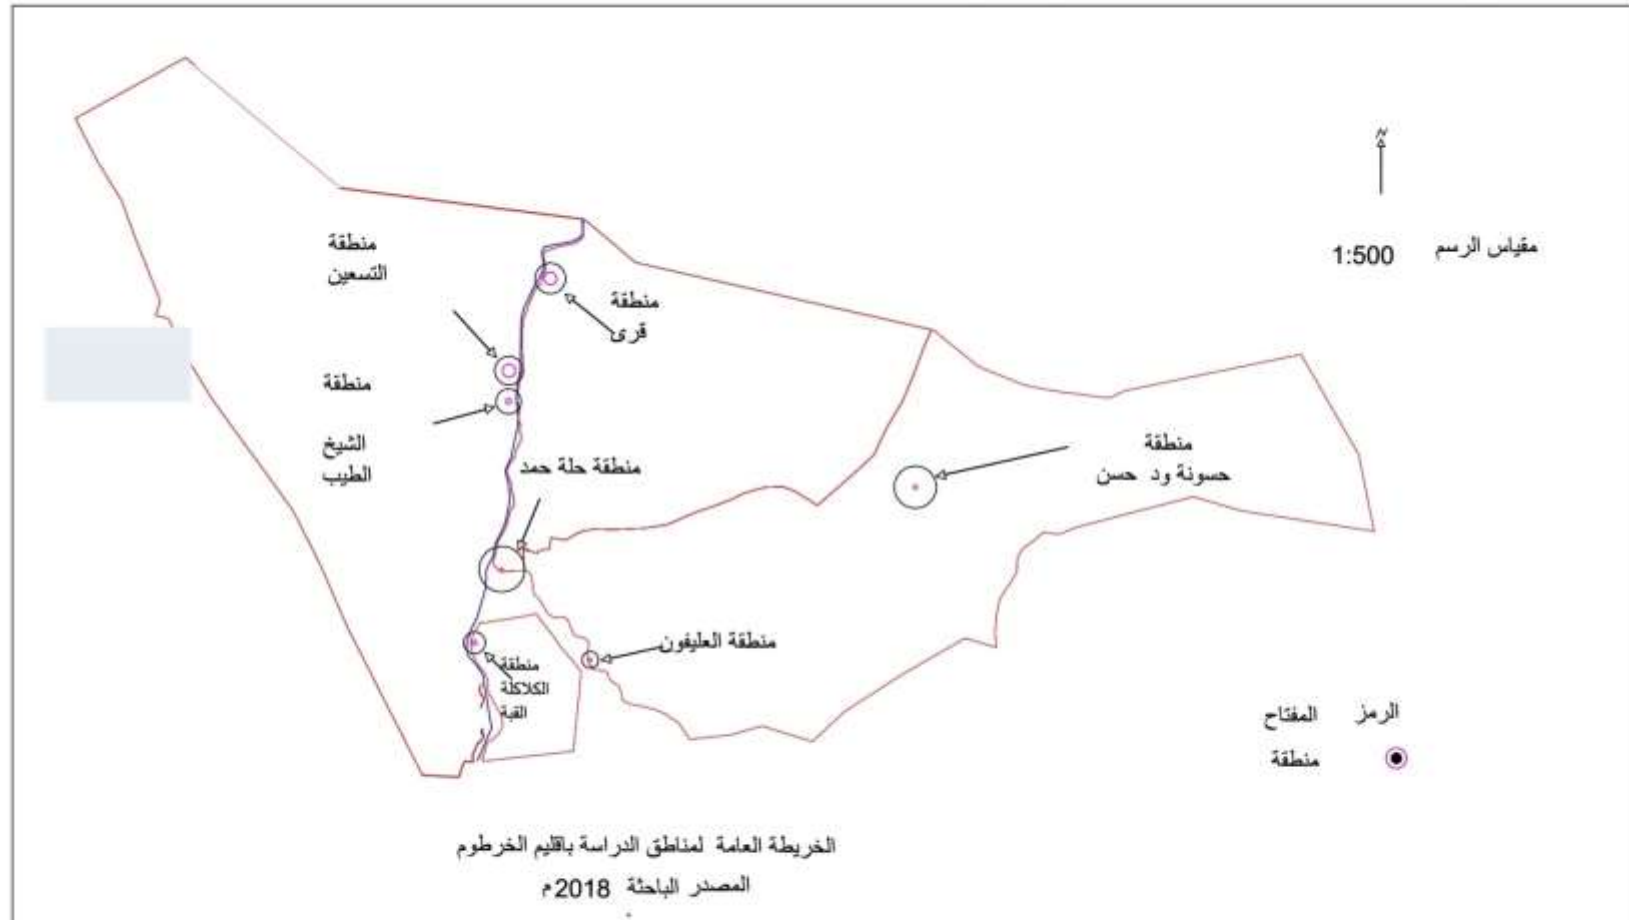 N
مقياس الرسم 1:500
منطقة
التسعين
منطقة
قرى
منطقة
الشيخ
الطيب
منطقة حلة حمد
منطقة
حسونة ود حسن
منطقة العليفون
منطقة
الكلاكلة
القبة
الرمز المفتاح
منطقة
الخريطة العامة لمناطق الدراسة باقليم الخرطوم
المصدر الباحثة 2018م